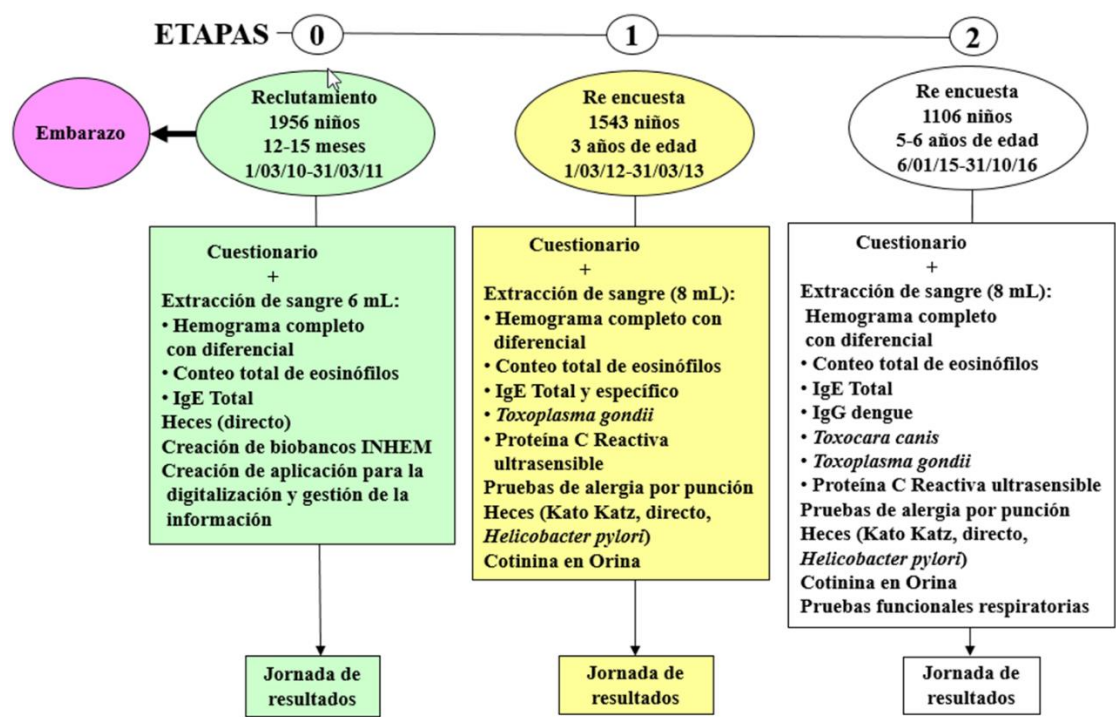 ETAPAS 0 1 2
Embarazo
Reclutamiento
1956 niños
12-15 meses
1/03/10-31/03/11
Re encuesta
1543 niños
3 años de edad
1/03/12-31/03/13
Re encuesta
1106 niños
5-6 años de edad
6/01/15-31/10/16
Cuestionario
+
Extracción de sangre 6 mL:
• Hemograma completo
con diferencial
• Conteo total de eosinófilos
• IgE Total
Heces (directo)
Creación de biobancos INHEM
Creación de aplicación para la
digitalización y gestión de la
información
Cuestionario
+
Extracción de sangre (8 mL):
• Hemograma completo con
diferencial
• Conteo total de eosinófilos
• IgE Total y específico
• Toxoplasma gondii
• Proteína C Reactiva
ultrasensible
Pruebas de alergia por punción
Heces (Kato Katz, directo,
Helicobacter pylori)
Cotinina en Orina
Cuestionario
+
Extracción de sangre (8 mL):
Hemograma completo
con diferencial
• Conteo total de eosinófilos
• IgE Total
• IgG dengue
• Toxocara canis
• Toxoplasma gondii
• Proteína C Reactiva ultrasensible
Pruebas de alergia por punción
Heces (Kato Katz, directo,
Helicobacter pylori)
Cotinina en Orina
Pruebas funcionales respiratorias
Jornada de
resultados
Jornada de
resultados
Jornada de
resultados